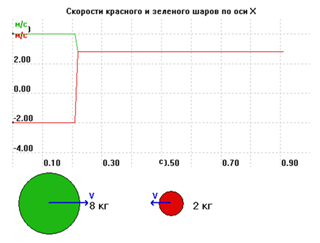 Скорости красного и зеленого шаров по оси X
м/с
м/с
2.00
0.00
-2.00
-4.00
0.10 0.30 с) 0.50 0.70 0.90
V V
8 кг 2 кг